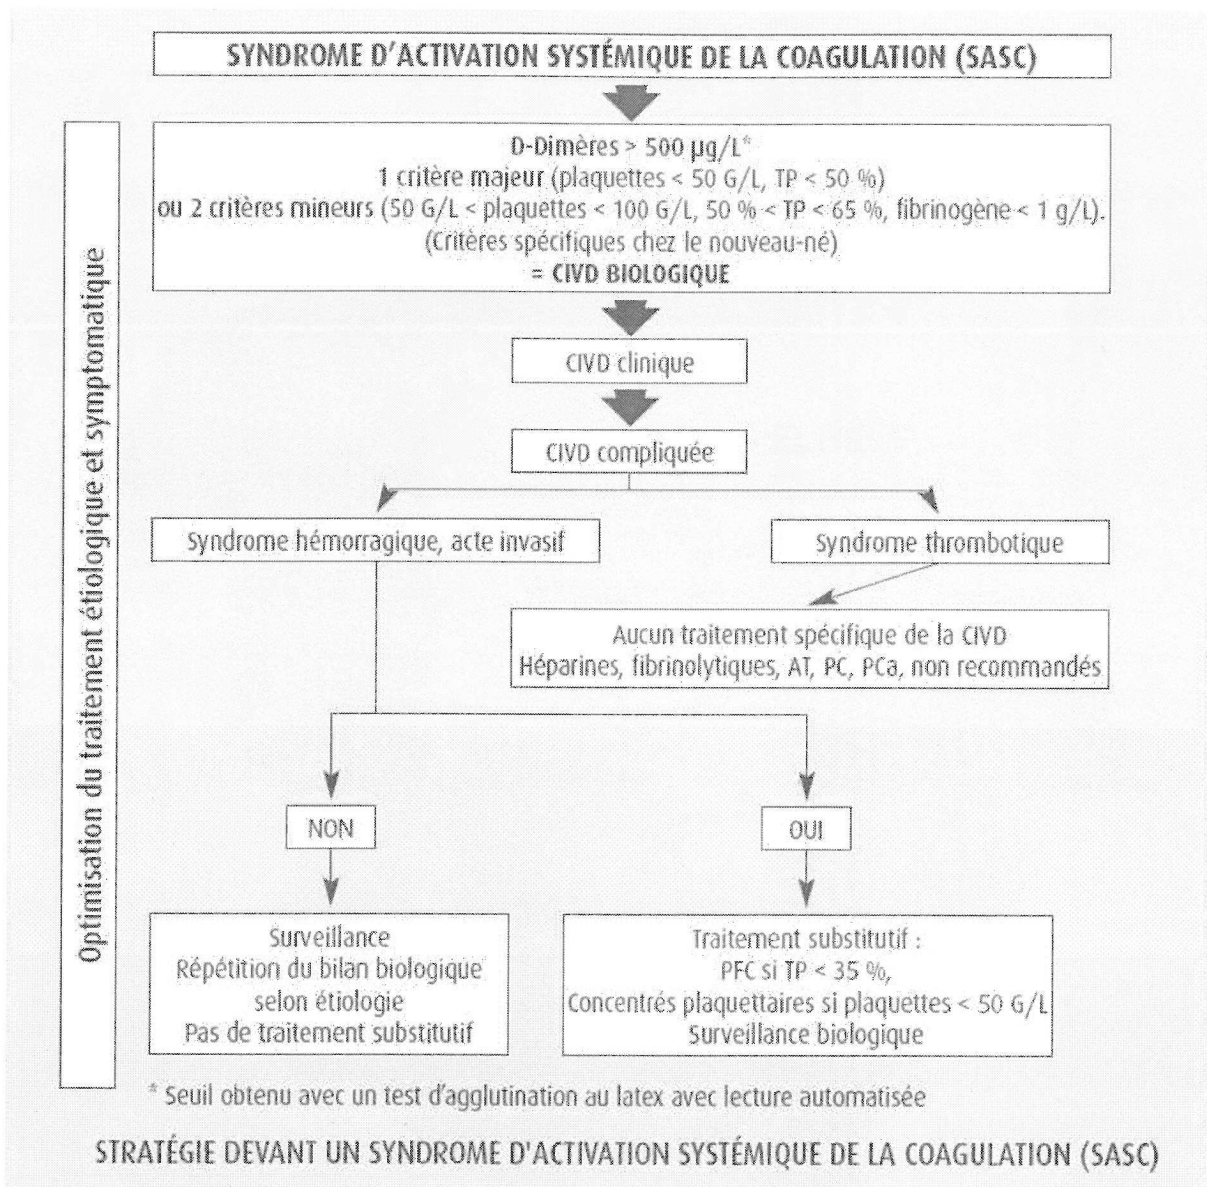 SYNDROME D'ACTIVATION SYSTÉMIQUE DE LA COAGULATION (SASC)
Optimisation du traitement étiologique et symptomatique
D-Dimères > 500 µg/L*
1 critère majeur (plaquettes < 50 G/L, TP < 50 %)
ou 2 critères mineurs (50 G/L < plaquettes < 100 G/L, 50 % < TP < 65 %, fibrinogène < 1 g/L).
(Critères spécifiques chez le nouveau-né)
= CIVD BIOLOGIQUE
CIVD clinique
CIVD compliquée
Syndrome hémorragique, acte invasif
Syndrome thrombotique
Aucun traitement spécifique de la CIVD
Héparines, fibrinolytiques, AT, PC, PCa, non recommandés
NON
OUI
Surveillance
Répétition du bilan biologique
selon étiologie
Pas de traitement substitutif
Traitement substitutif :
PFC si TP < 35 %,
Concentrés plaquettaires si plaquettes < 50 G/L
Surveillance biologique
* Seuil obtenu avec un test d'agglutination au latex avec lecture automatisée
STRATÉGIE DEVANT UN SYNDROME D'ACTIVATION SYSTÉMIQUE DE LA COAGULATION (SASC)